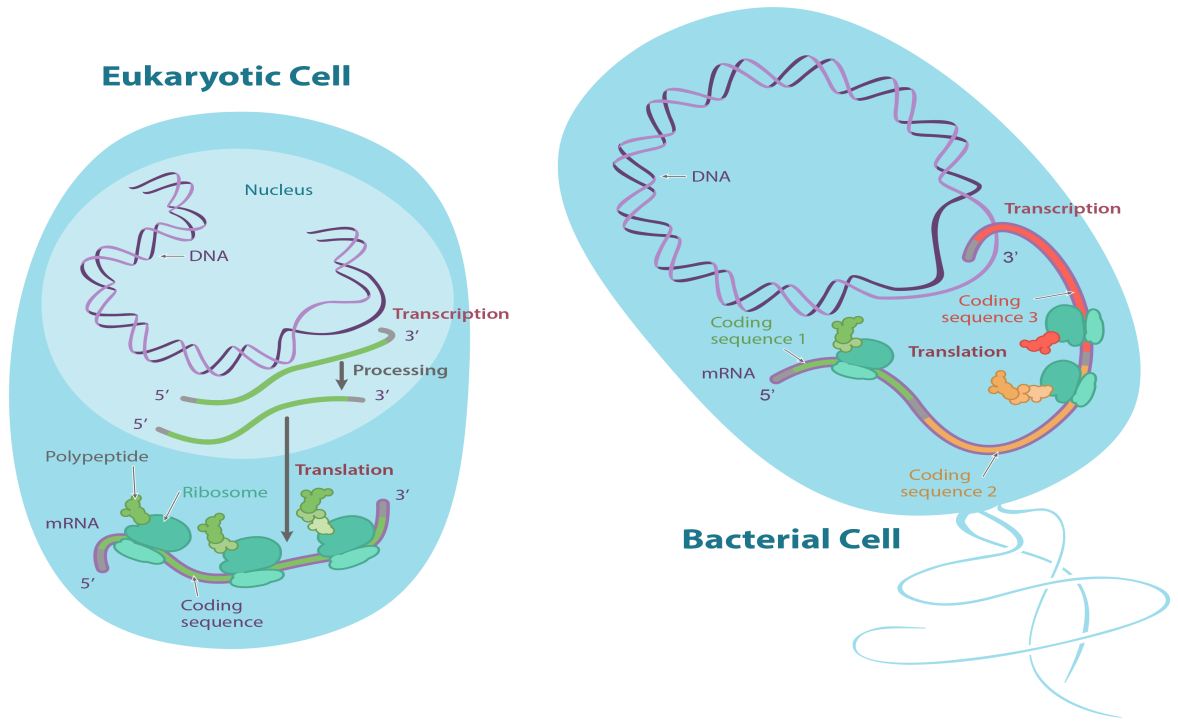 Eukaryotic Cell
Nucleus
DNA
Transcription
3’
Processing
5’
3’
5’
Polypeptide
Translation
Ribosome
3’
mRNA
5’
Coding
sequence
DNA
Transcription
3’
Coding
sequence 3
Coding
sequence 1
Translation
mRNA
5’
Coding
sequence 2
Bacterial Cell